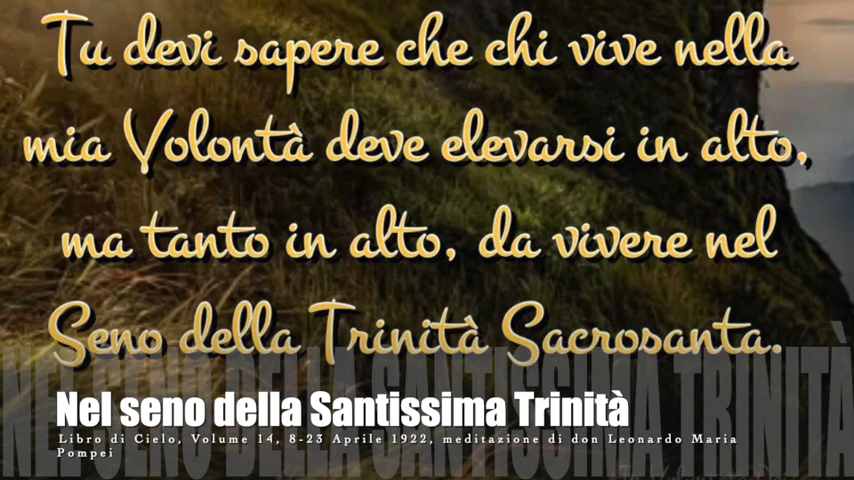 Tu devi sapere che chi vive nella
mia Volontà deve elevarsi in alto,
ma tanto in alto, da vivere nel
Seno della Trinità Sacrosanta.
NEL SENO DELLA SANTISSIMA TRINITÀ
Nel seno della Santissima Trinità
Libro di Cielo, Volume 14, 8-23 Aprile 1922, meditazione di don Leonardo Maria
Pompei